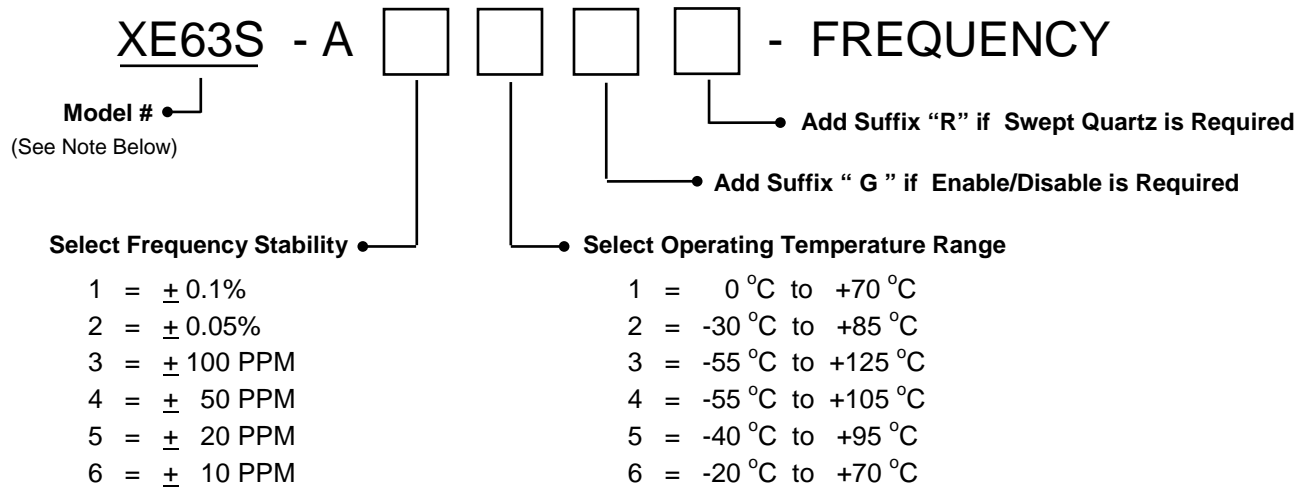 XE63S - A - FREQUENCY
Model #
(See Note Below)
Add Suffix “R” if Swept Quartz is Required
Add Suffix “ G ” if Enable/Disable is Required
Select Frequency Stability
1 = ± 0.1%
2 = ± 0.05%
3 = ± 100 PPM
4 = ± 50 PPM
5 = ± 20 PPM
6 = ± 10 PPM
Select Operating Temperature Range
1 = 0 °C to +70 °C
2 = -30 °C to +85 °C
3 = -55 °C to +125 °C
4 = -55 °C to +105 °C
5 = -40 °C to +95 °C
6 = -20 °C to +70 °C